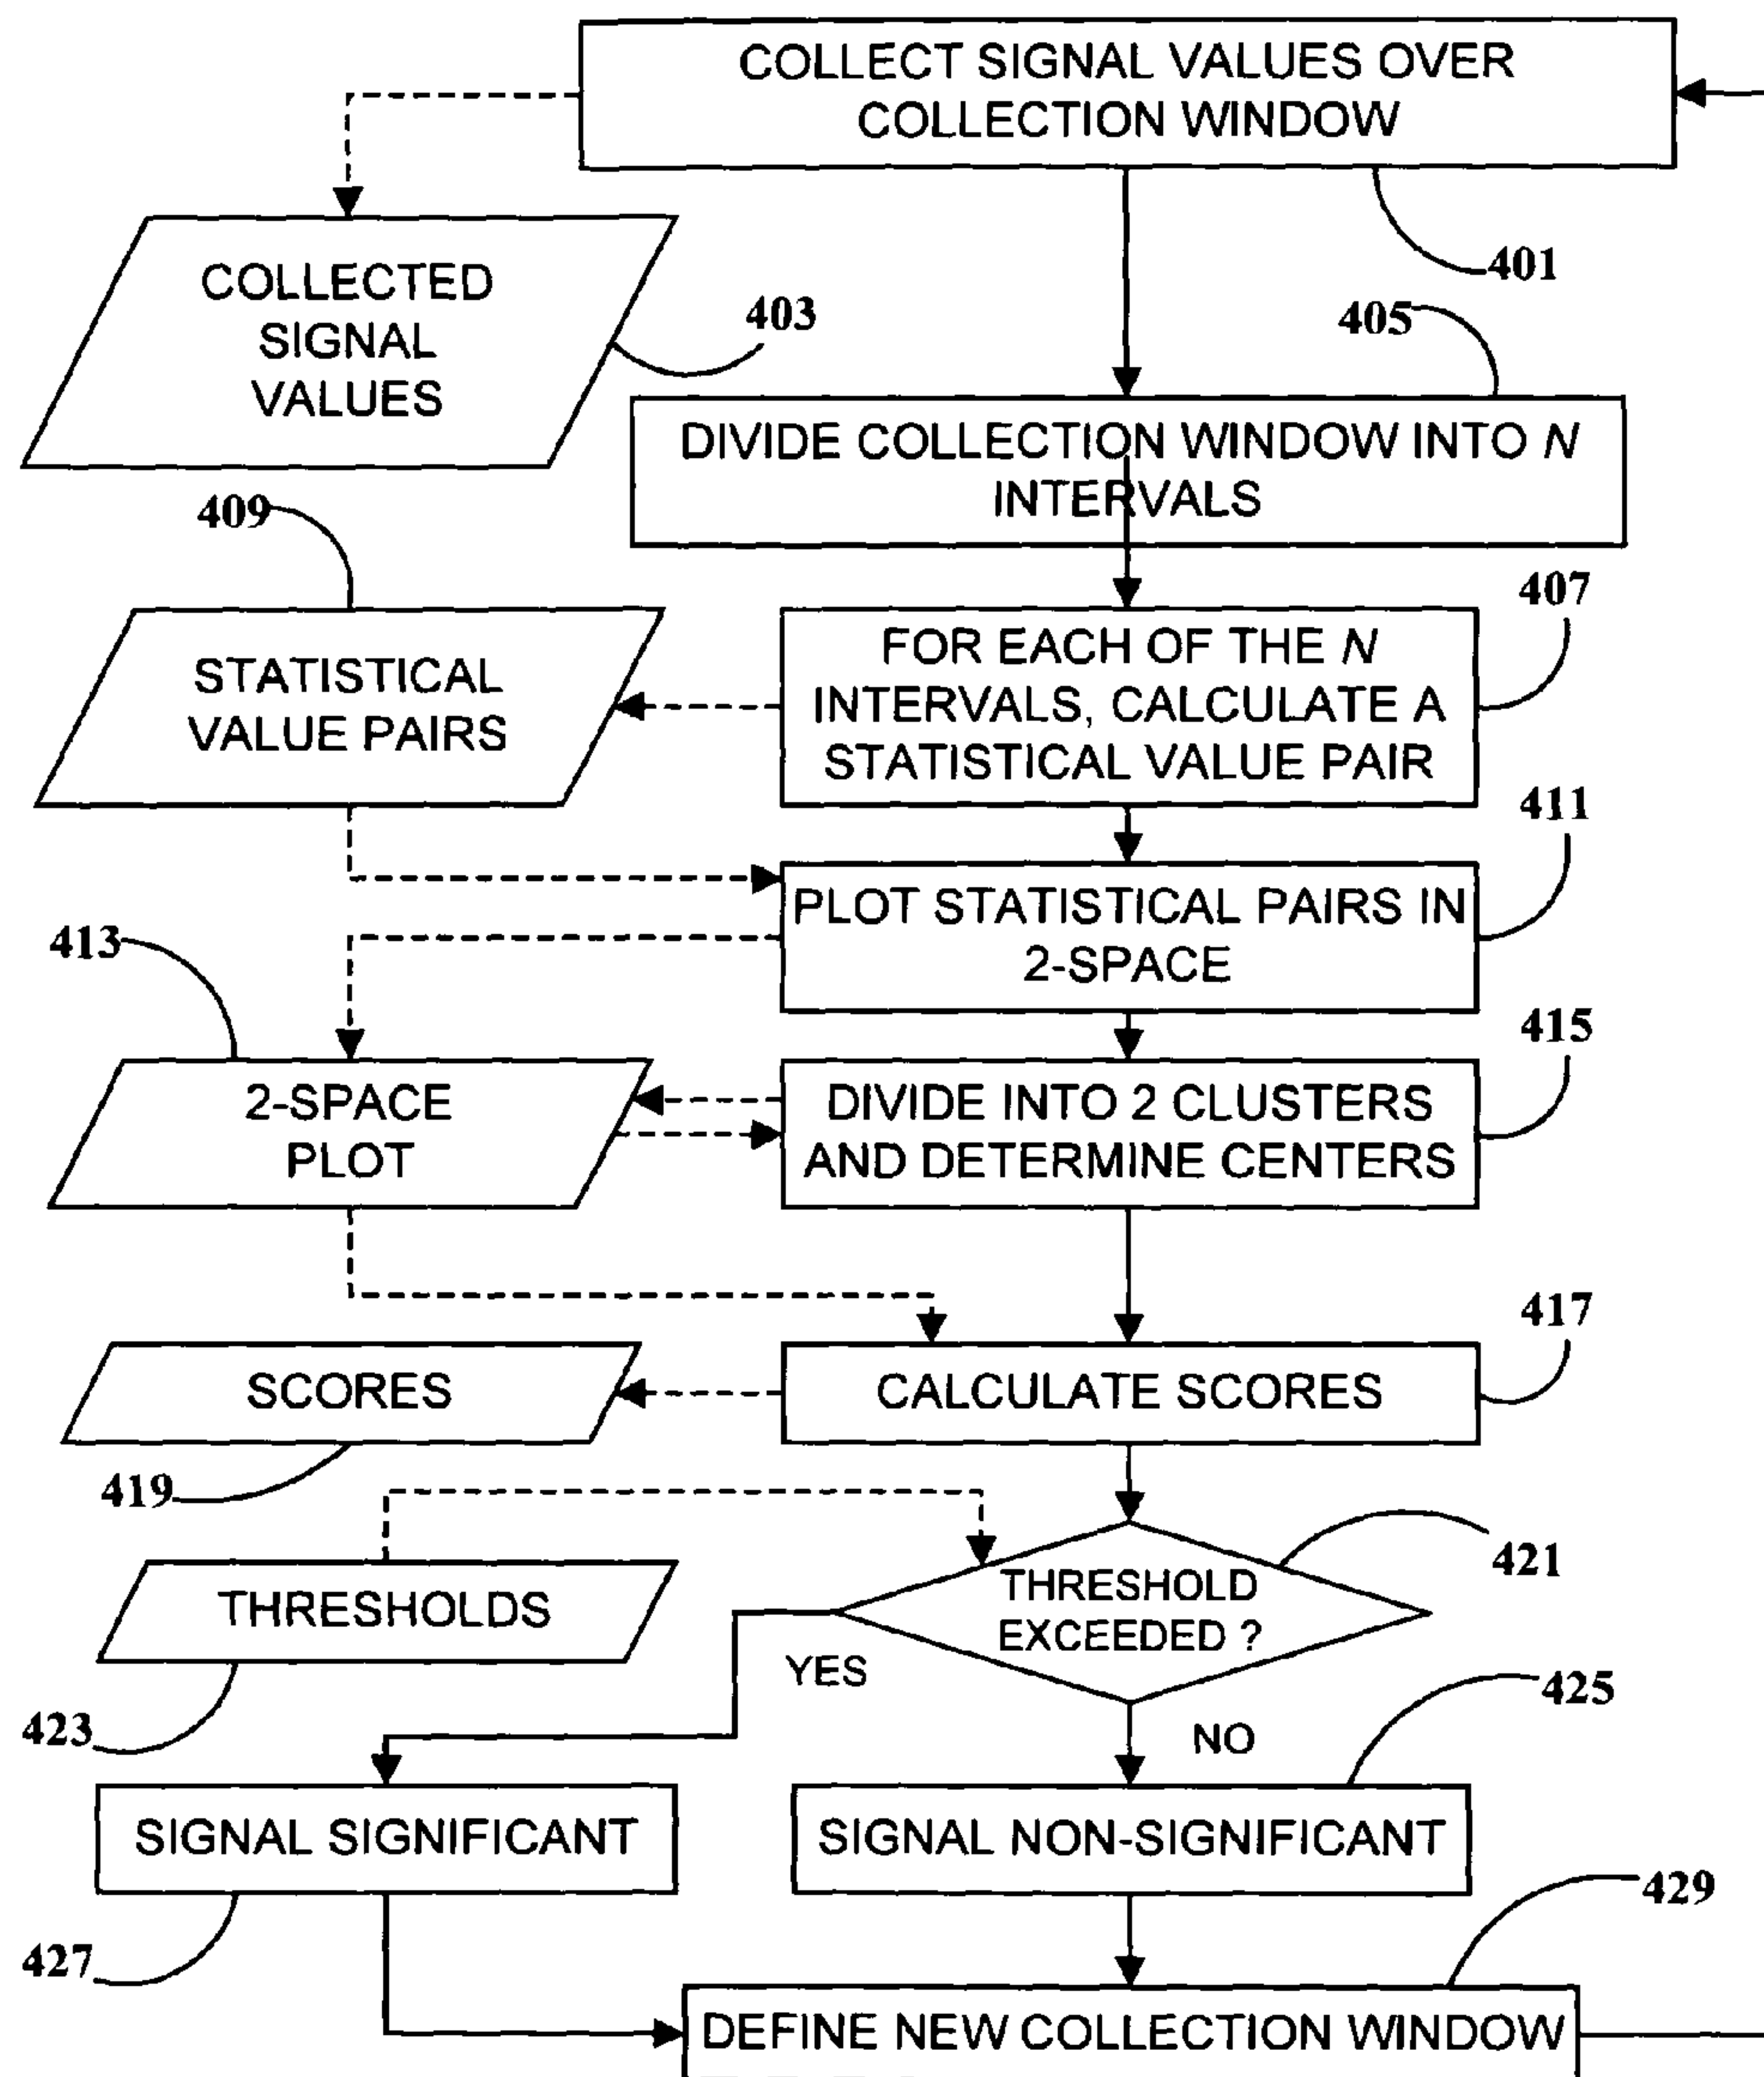 COLLECT SIGNAL VALUES OVER
COLLECTION WINDOW
401
COLLECTED
SIGNAL
VALUES
403
405
DIVIDE COLLECTION WINDOW INTO N
INTERVALS
409
407
STATISTICAL
VALUE PAIRS
FOR EACH OF THE N
INTERVALS, CALCULATE A
STATISTICAL VALUE PAIR
411
PLOT STATISTICAL PAIRS IN
2-SPACE
413
415
2-SPACE
PLOT
DIVIDE INTO 2 CLUSTERS
AND DETERMINE CENTERS
417
SCORES
CALCULATE SCORES
419
421
THRESHOLDS
THRESHOLD
EXCEEDED ?
YES
423
425
NO
SIGNAL SIGNIFICANT
SIGNAL NON-SIGNIFICANT
427
429
DEFINE NEW COLLECTION WINDOW